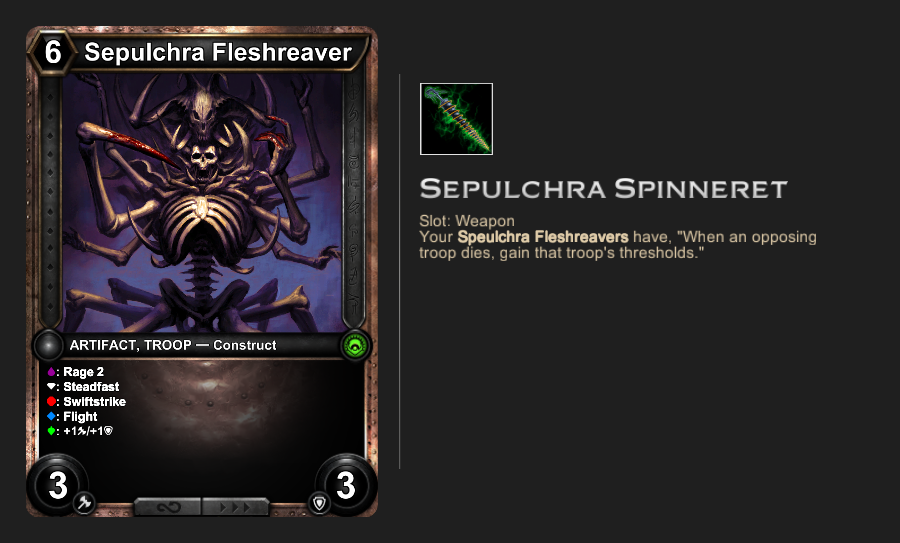 6 Sepulchra Fleshreaver
ARTIFACT, TROOP — Construct
: Rage 2
: Steadfast
: Swiftstrike
: Flight
: +1/+1
3 3
SEPULCHRA SPINNERET
Slot: Weapon
Your Speulchra Fleshreavers have, "When an opposing
troop dies, gain that troop's thresholds."